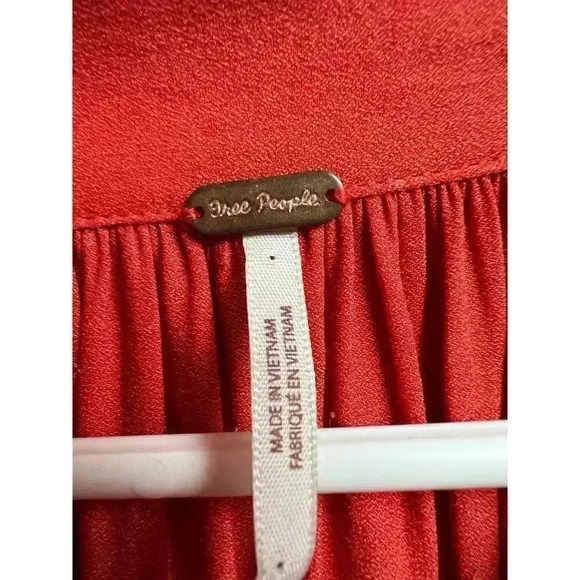 Free People
MADE IN VIETNAM
FABRIQUÉ EN VIETNAM